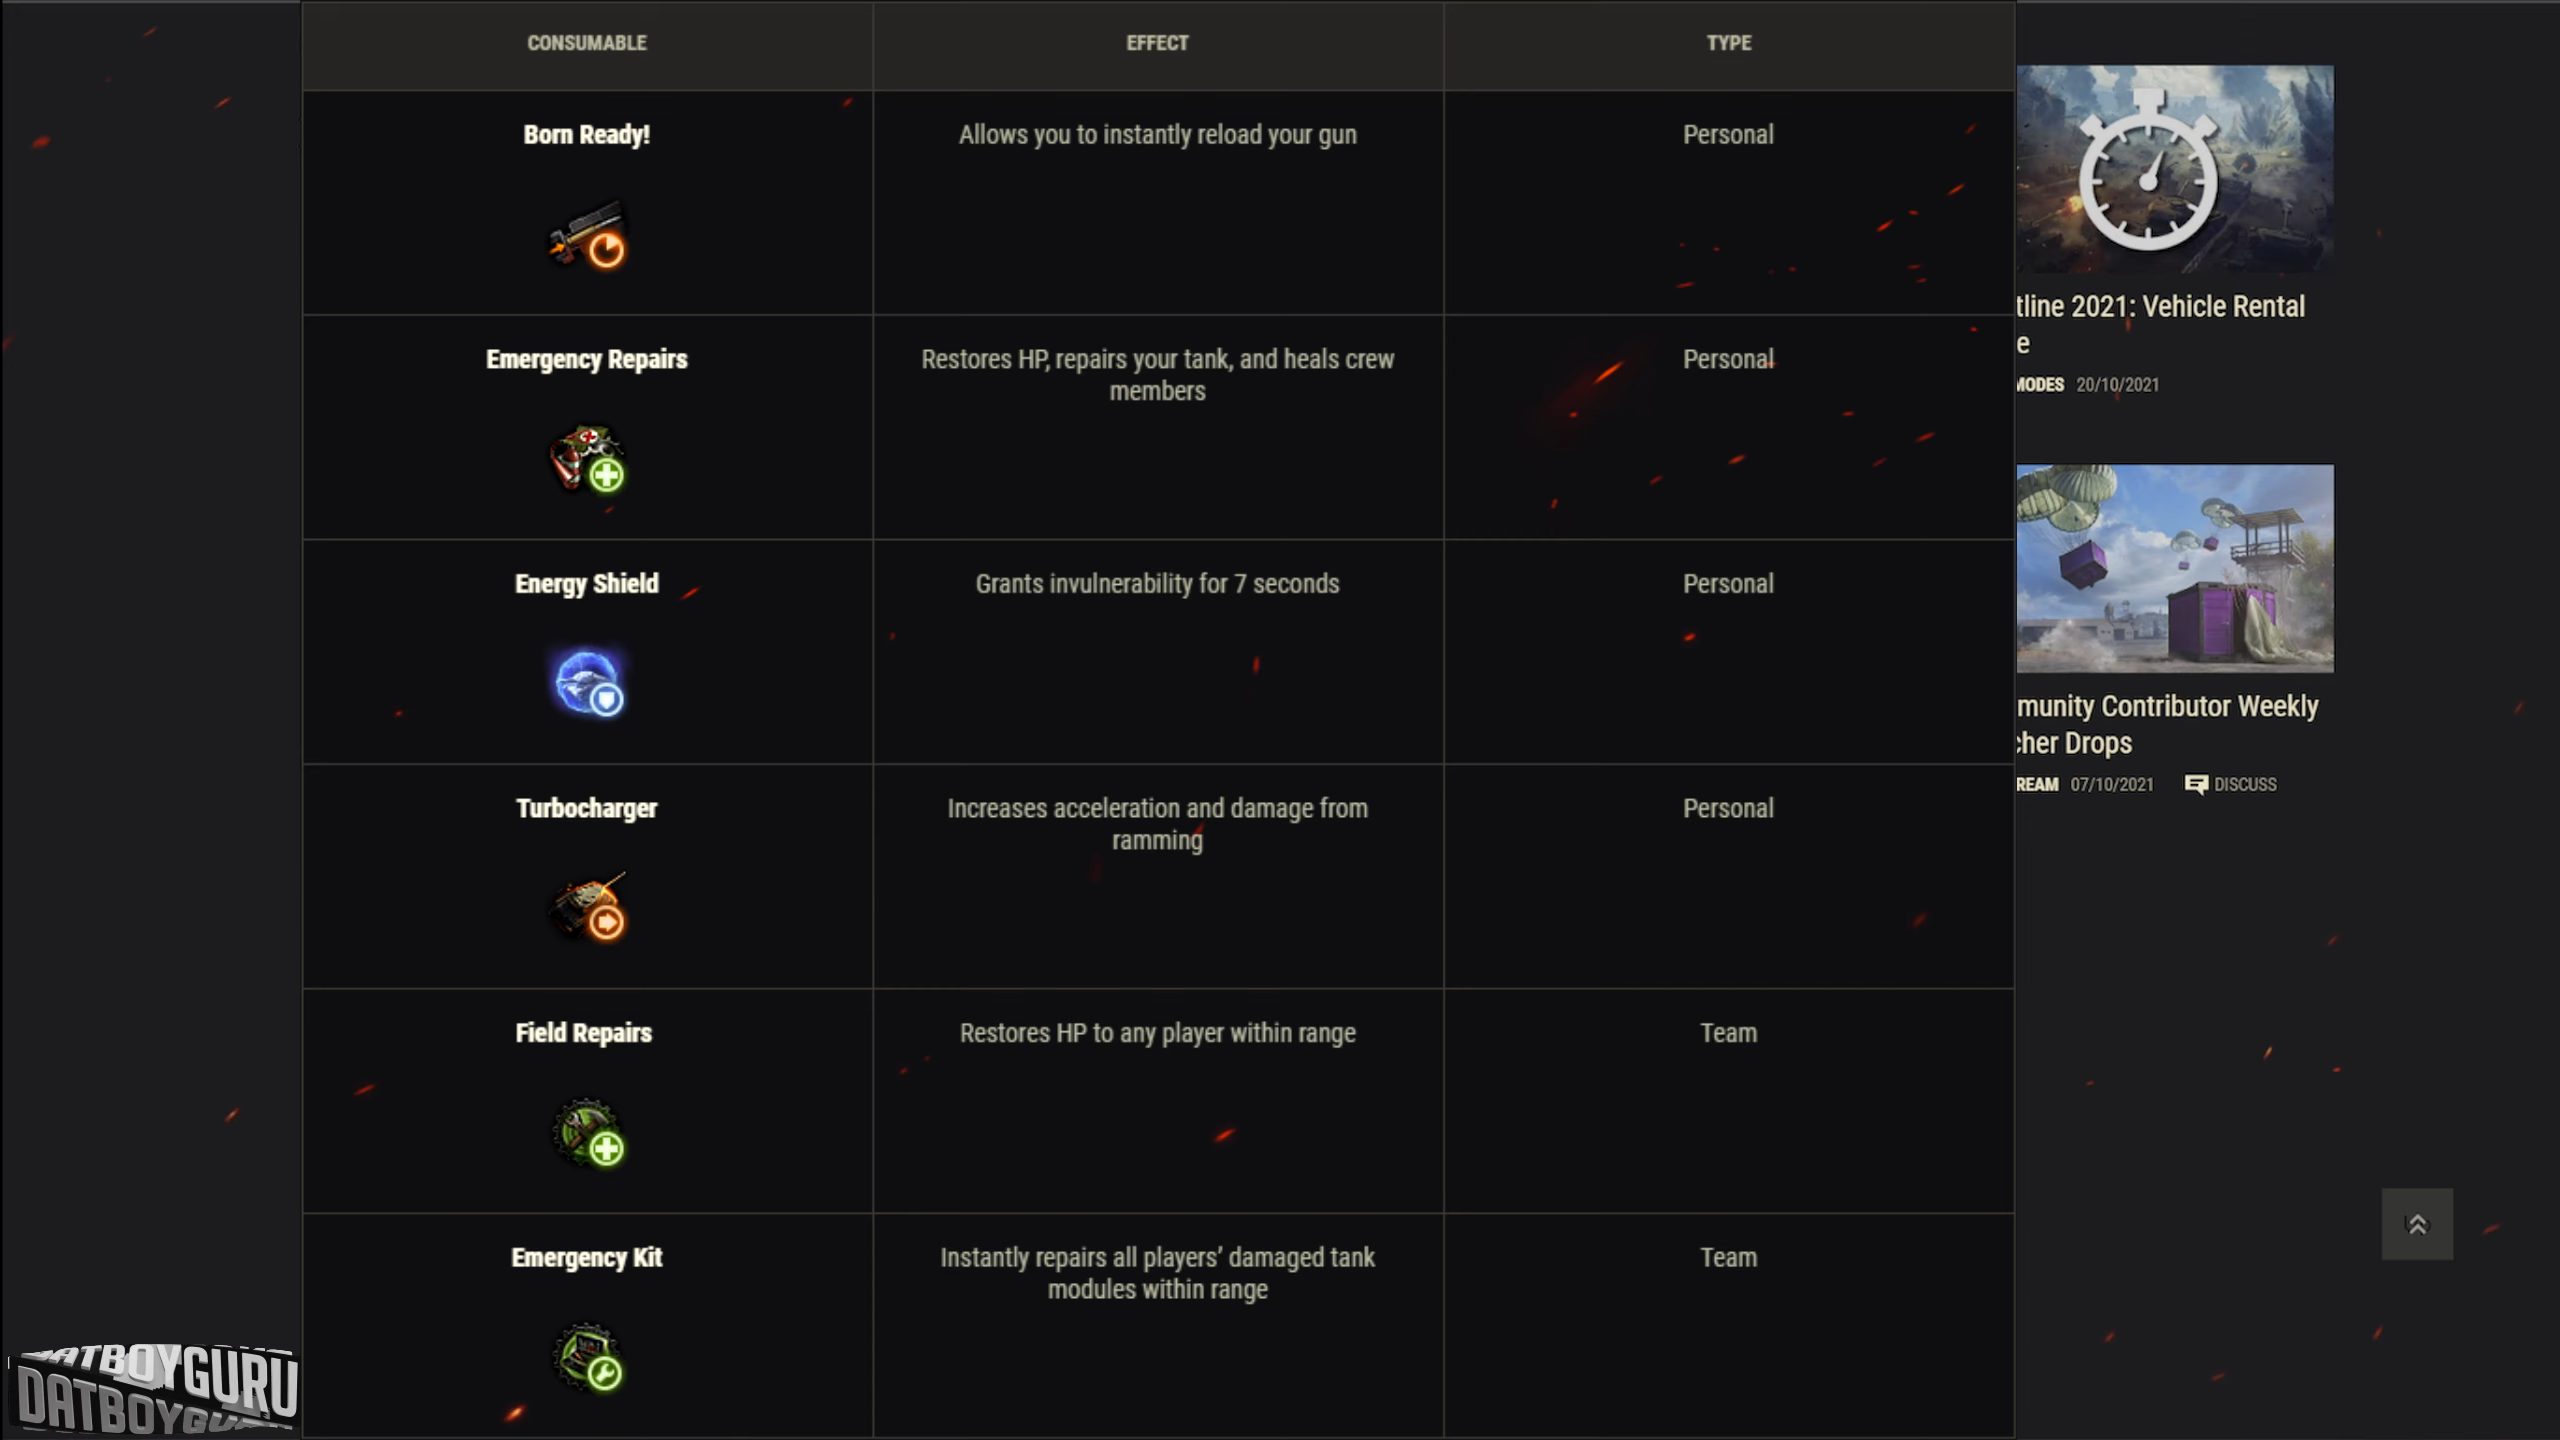 CONSUMABLE EFFECT TYPE
Born Ready! Allows you to instantly reload your gun Personal
Emergency Repairs Restores HP, repairs your tank, and heals crew Personal
members
Energy Shield Grants invulnerability for 7 seconds Personal
Turbocharger Increases acceleration and damage from Personal
ramming
Field Repairs Restores HP to any player within range Team
Emergency Kit Instantly repairs all players’ damaged tank Team
modules within range
tline 2021: Vehicle Rental
e
MODES 20/10/2021
munity Contributor Weekly
cher Drops
REAM 07/10/2021 DISCUSS
DATBOYGURU
DATBOYGURU